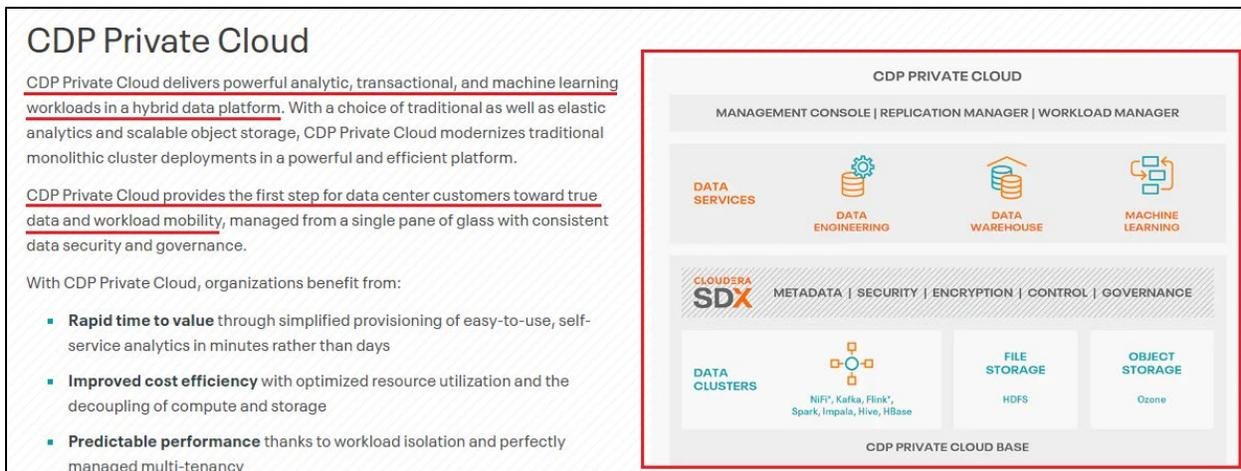 CDP Private Cloud
CDP Private Cloud delivers powerful analytic, transactional, and machine learning
workloads in a hybrid data platform. With a choice of traditional as well as elastic
analytics and scalable object storage, CDP Private Cloud modernizes traditional
monolithic cluster deployments in a powerful and efficient platform.
CDP Private Cloud provides the first step for data center customers toward true
data and workload mobility, managed from a single pane of glass with consistent
data security and governance.
With CDP Private Cloud, organizations benefit from:
▪ Rapid time to value through simplified provisioning of easy-to-use, self-
service analytics in minutes rather than days
▪ Improved cost efficiency with optimized resource utilization and the
decoupling of compute and storage
▪ Predictable performance thanks to workload isolation and perfectly
managed multi-tenancy
CDP PRIVATE CLOUD
MANAGEMENT CONSOLE | REPLICATION MANAGER | WORKLOAD MANAGER
DATA
SERVICES
DATA
ENGINEERING
DATA
WAREHOUSE
MACHINE
LEARNING
CLOUDERA
SDX
METADATA | SECURITY | ENCRYPTION | CONTROL | GOVERNANCE
DATA
CLUSTERS
NiFi*, Kafka, Flink*,
Spark, Impala, Hive, HBase
FILE
STORAGE
HDFS
OBJECT
STORAGE
Ozone
CDP PRIVATE CLOUD BASE